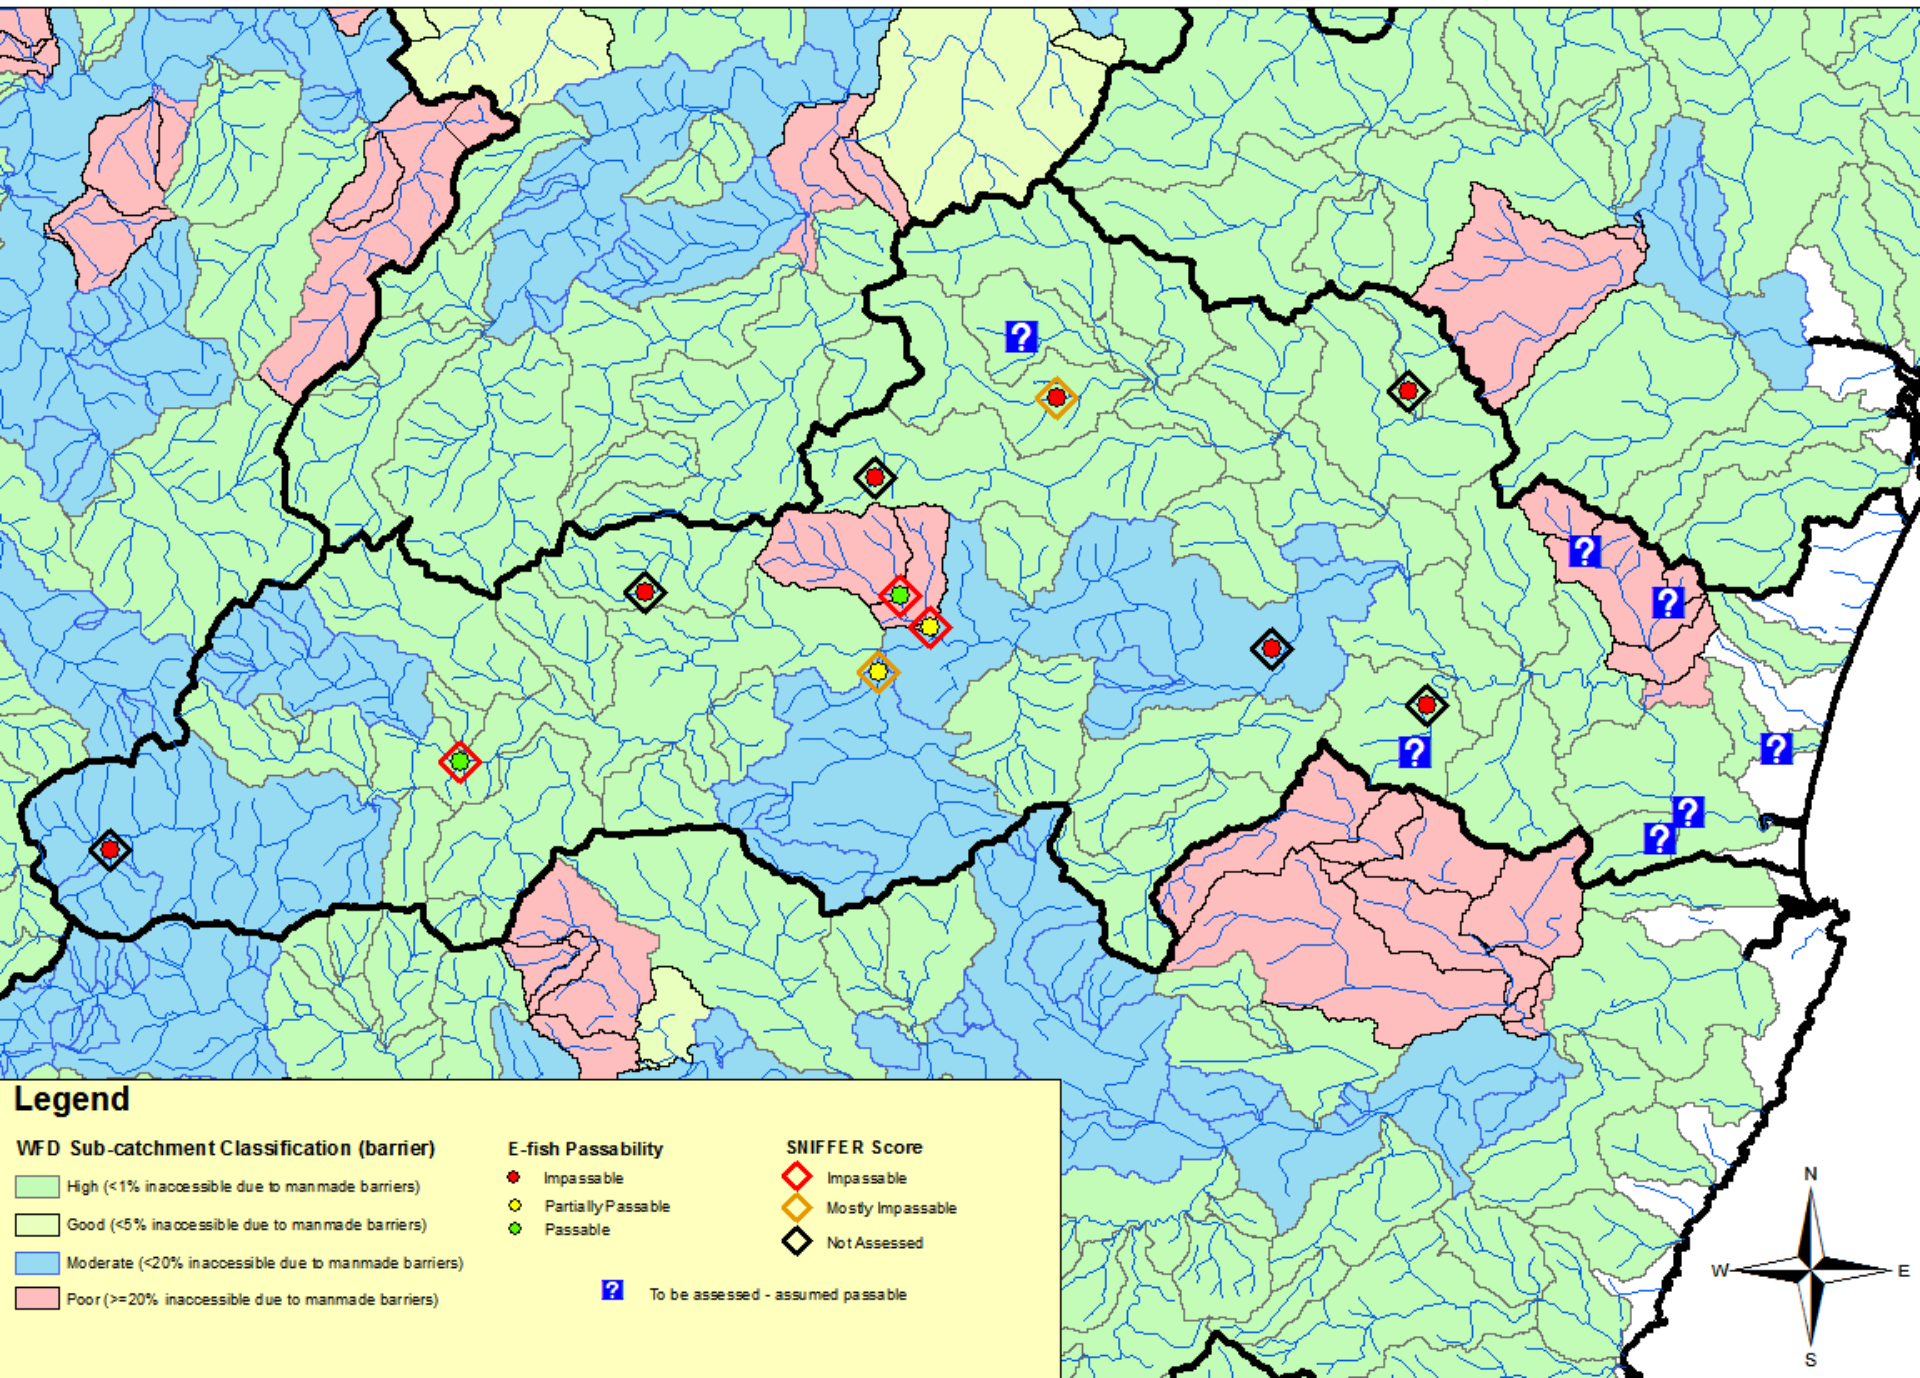 ?
?
?
?
?
?
?
N
W
E
S
Legend
WFD Sub-catchment Classification (barrier)
High (<1% inaccessible due to manmade barriers)
Good (<5% inaccessible due to manmade barriers)
Moderate (<20% inaccessible due to manmade barriers)
Poor (>=20% inaccessible due to manmade barriers)
E-fish Passability
Impassable
Partially Passable
Passable
SNIFFER Score
Impassable
Mostly Impassable
Not Assessed
? To be assessed - assumed passable